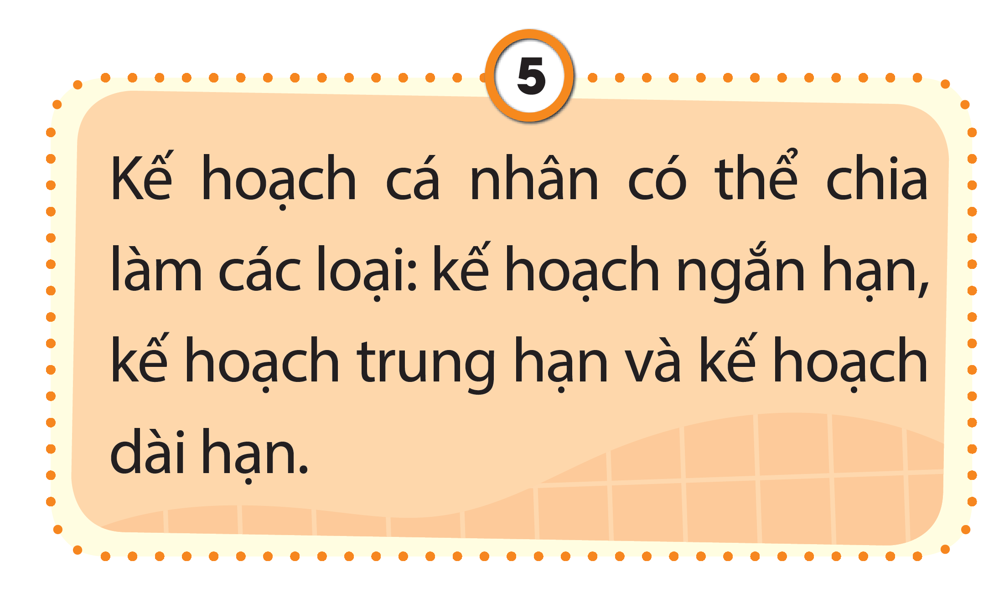 5
Kế hoạch cá nhân có thể chia
làm các loại: kế hoạch ngắn hạn,
kế hoạch trung hạn và kế hoạch
dài hạn.